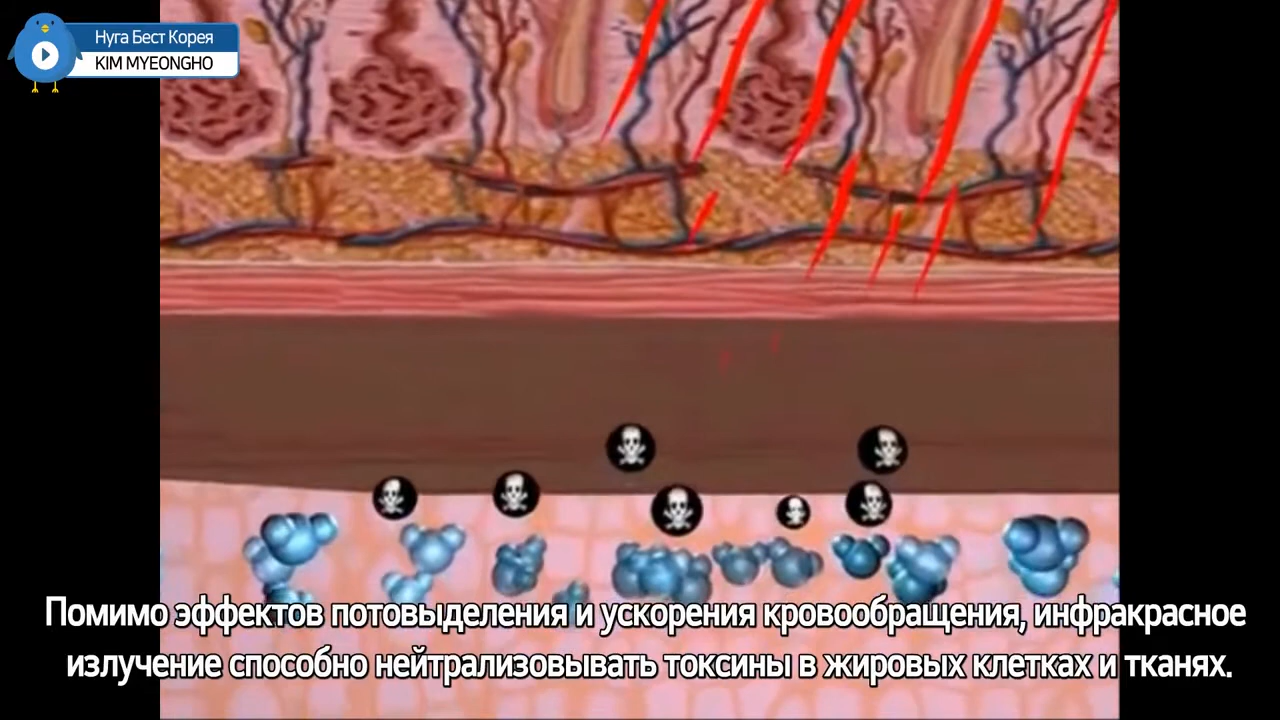 Нуга Бест Корея
KIM MYEONGHO
Помимо эффектов потовыделения и ускорения кровообращения, инфракрасное
излучение способно нейтрализовывать токсины в жировых клетках и тканях.